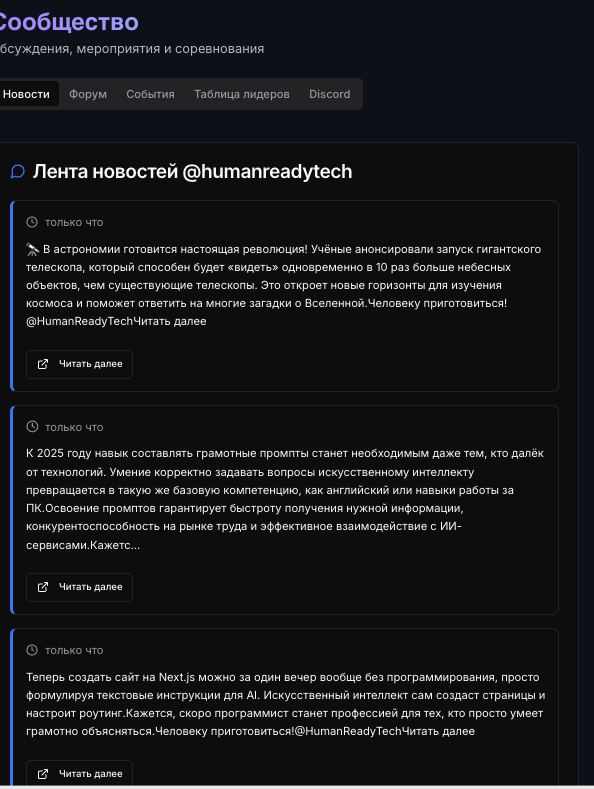 Сообщество
бсуждения, мероприятия и соревнования
Новости Форум События Таблица лидеров Discord
Лента новостей @humanreadytech
только что
🔭 В астрономии готовится настоящая революция! Учёные анонсировали запуск гигантского
телескопа, который способен будет «видеть» одновременно в 10 раз больше небесных
объектов, чем существующие телескопы. Это откроет новые горизонты для изучения
космоса и поможет ответить на многие загадки о Вселенной.Человеку приготовиться!
@HumanReadyTechЧитать далее
Читать далее
только что
К 2025 году навык составлять грамотные промпты станет необходимым даже тем, кто далёк
от технологий. Умение корректно задавать вопросы искусственному интеллекту
превращается в такую же базовую компетенцию, как английский или навыки работы за
ПК.Освоение промптов гарантирует быстроту получения нужной информации,
конкурентоспособность на рынке труда и эффективное взаимодействие с ИИ-
сервисами.Кажетс...
Читать далее
только что
Теперь создать сайт на Next.js можно за один вечер вообще без программирования, просто
формулируя текстовые инструкции для AI. Искусственный интеллект сам создаст страницы и
настроит роутинг.Кажется, скоро программист станет профессией для тех, кто просто умеет
грамотно объясняться.Человеку приготовиться!@HumanReadyTechЧитать далее
Читать далее